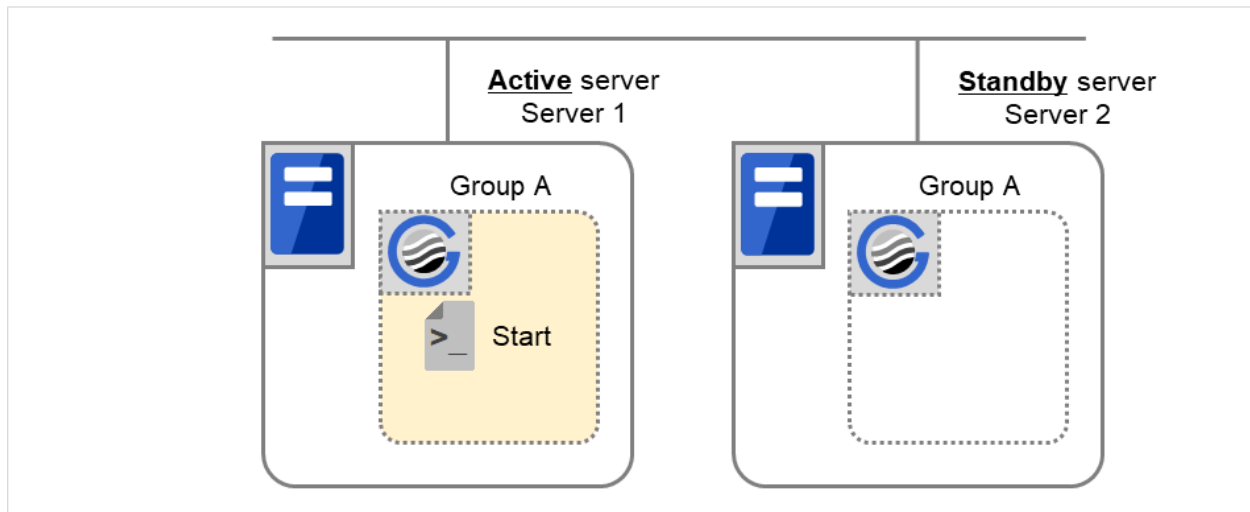 Active server
Server 1
Standby server
Server 2
Group A
Group A
>_ Start